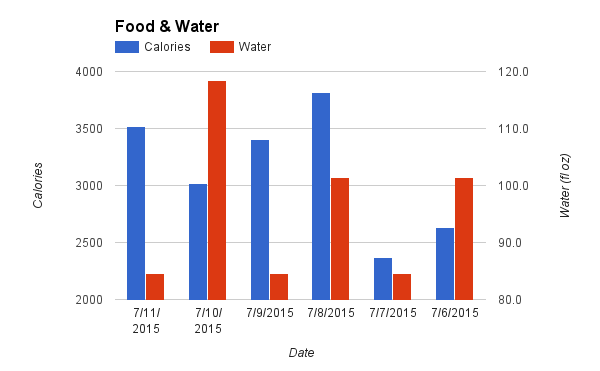 Food & Water
Calories Water
4000 120.0
3500 110.0
3000 100.0
2500 90.0
2000 80.0
Calories
Water (fl oz)
7/11/ 7/10/ 7/9/2015 7/8/2015 7/7/2015 7/6/2015
2015 2015
Date